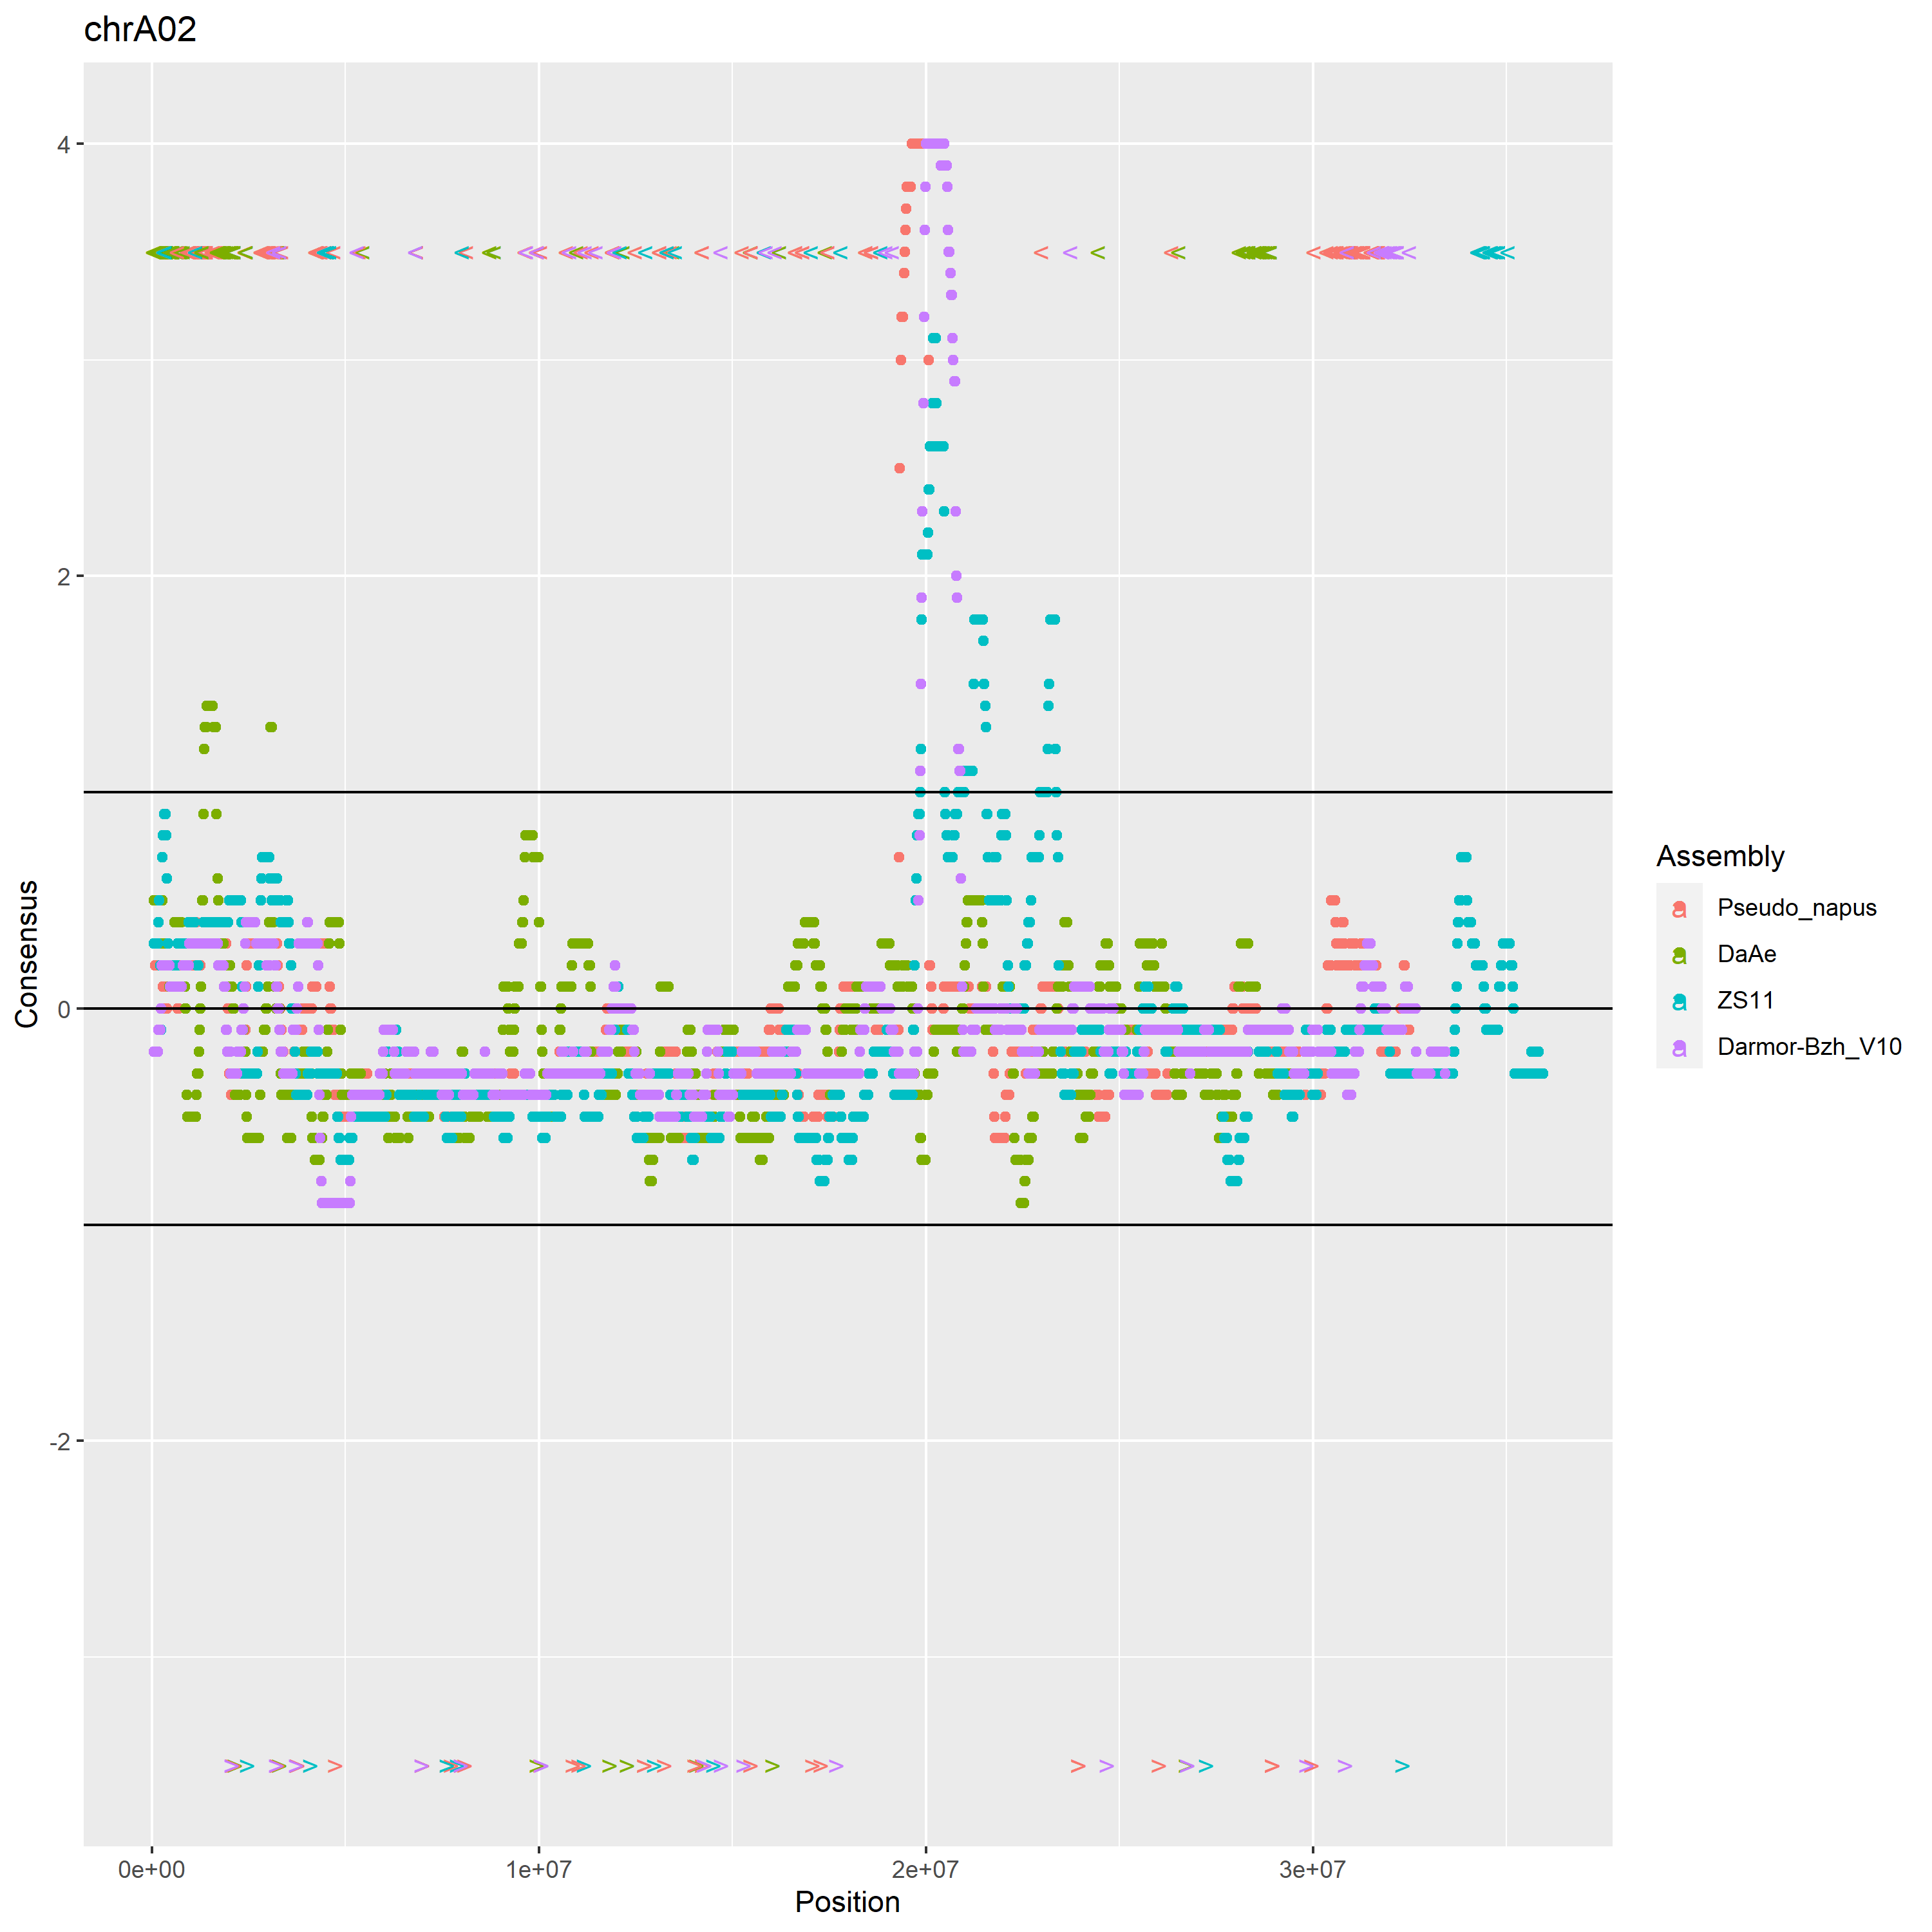 chrA02
4
2
0
-2
Consensus
0e+00
1e+07
2e+07
3e+07
Position
Assembly
a Pseudo_napus
a DaAe
a ZS11
a Darmor-Bzh_V10